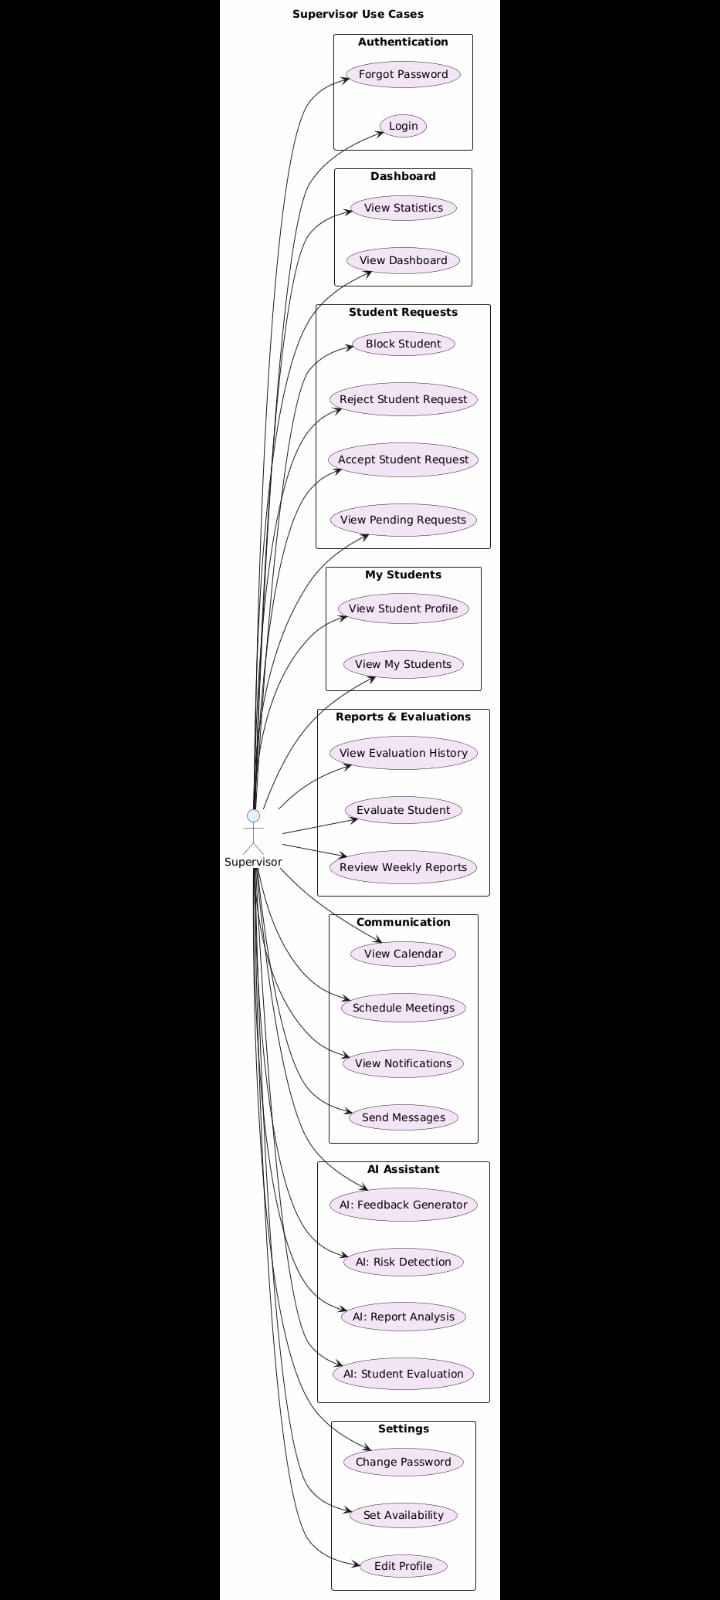 Supervisor Use Cases
Authentication
Forgot Password
Login
Dashboard
View Statistics
View Dashboard
Student Requests
Block Student
Reject Student Request
Accept Student Request
View Pending Requests
My Students
View Student Profile
View My Students
Reports & Evaluations
View Evaluation History
Evaluate Student
Review Weekly Reports
Supervisor
Communication
View Calendar
Schedule Meetings
View Notifications
Send Messages
AI Assistant
AI: Feedback Generator
AI: Risk Detection
AI: Report Analysis
AI: Student Evaluation
Settings
Change Password
Set Availability
Edit Profile